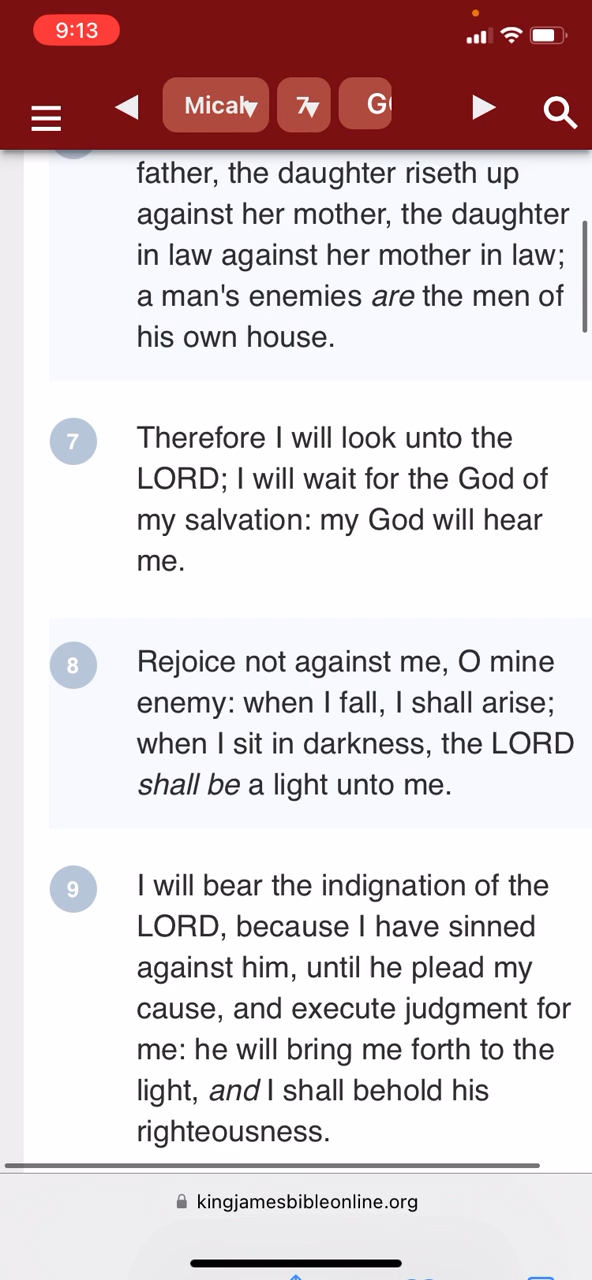 9:13
Micah
7
father, the daughter riseth up
against her mother, the daughter
in law against her mother in law;
a man's enemies are the men of
his own house.
7
Therefore I will look unto the
LORD; I will wait for the God of
my salvation: my God will hear
me.
8
Rejoice not against me, O mine
enemy: when I fall, I shall arise;
when I sit in darkness, the LORD
shall be a light unto me.
9
I will bear the indignation of the
LORD, because I have sinned
against him, until he plead my
cause, and execute judgment for
me: he will bring me forth to the
light, and I shall behold his
righteousness.
kingjamesbibleonline.org